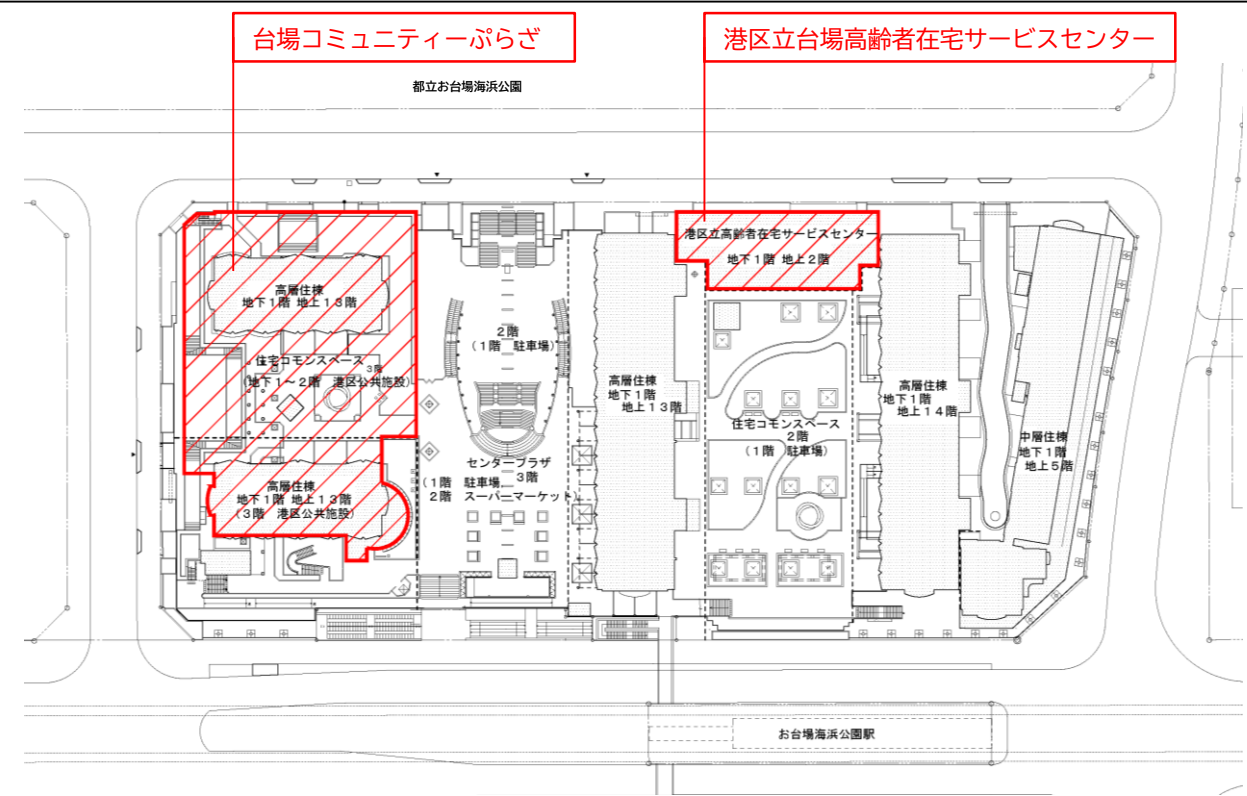 台場コミュニティーぷらざ
港区立台場高齢者在宅サービスセンター
都立お台場海浜公園
高層住棟
地下1階 地上13階
住宅コモンスペース
3階
(地下1~2階 港区公共施設)
高層住棟
地下1階 地上13階
(3階 港区公共施設)
2階
(1階 駐車場)
センタープラザ
3階
(1階 駐車場
2階 スーパーマーケット)
高層住棟
地下1階
地上13階
港区立高齢者在宅サービスセンター
地下1階 地上2階
住宅コモンスペース
2階
(1階 駐車場)
高層住棟
地下1階
地上14階
中層住棟
地下1階
地上5階
お台場海浜公園駅